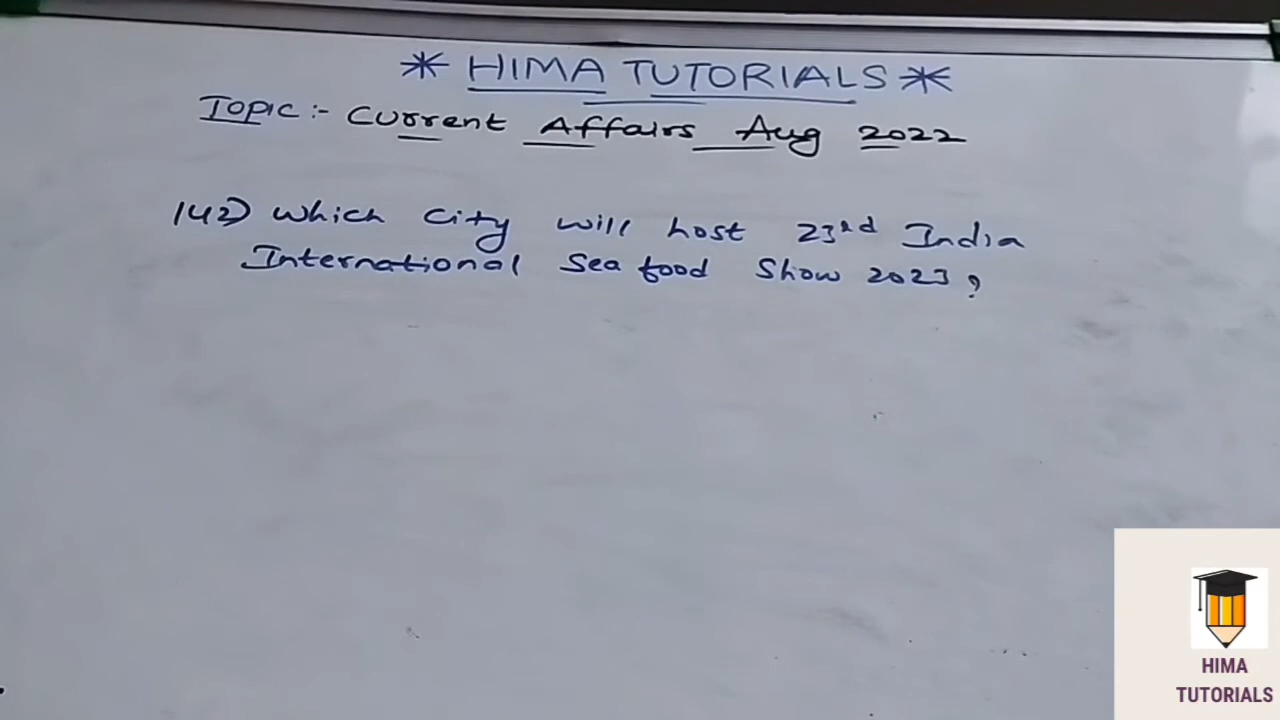 * HIMA TUTORIALS *
Topic:- Current Affairs Aug 2022
142) Which city will host 23rd India
International Sea food Show 2023?
HIMA
TUTORIALS